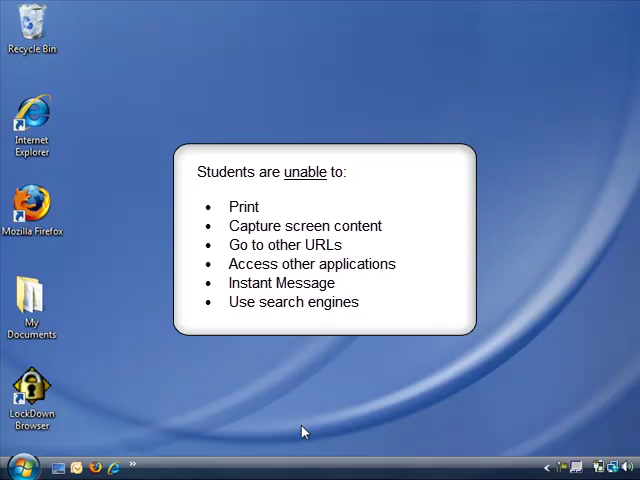 Recycle Bin
Internet
Explorer
Mozilla Firefox
My
Documents
LockDown
Browser
Students are unable to:
• Print
• Capture screen content
• Go to other URLs
• Access other applications
• Instant Message
• Use search engines